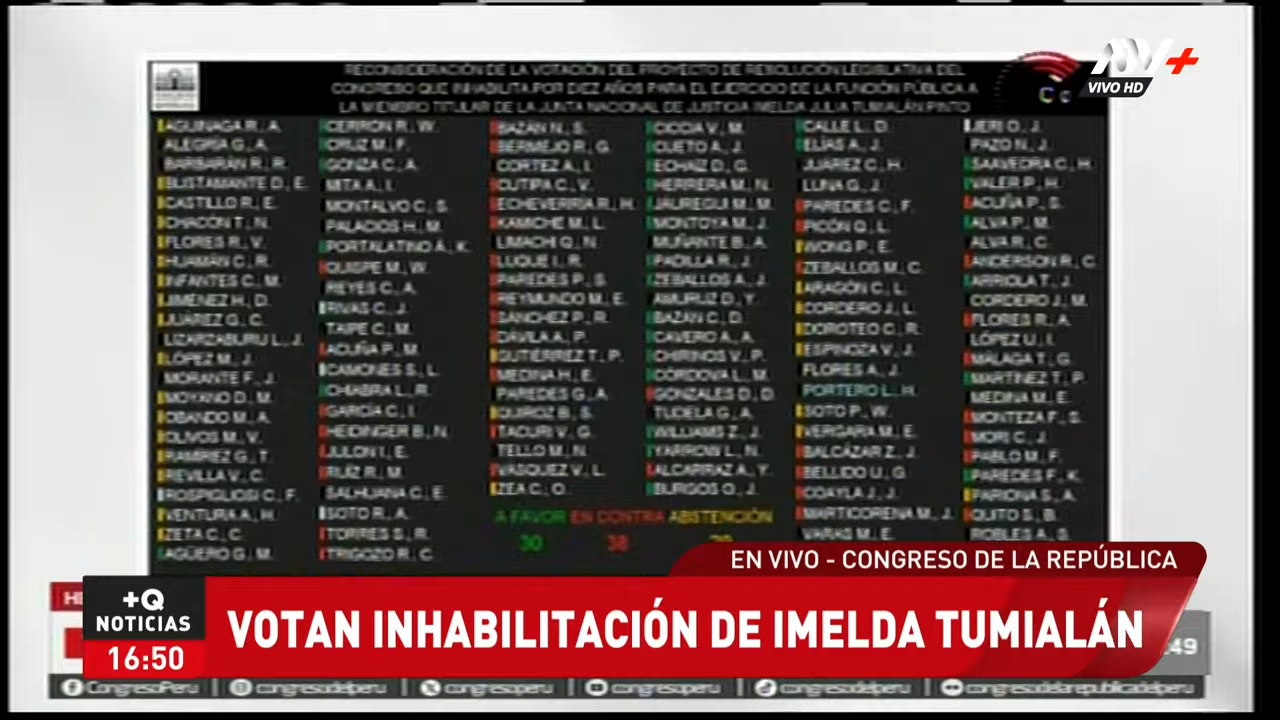 RECONSIDERACIÓN DE LA VOTACIÓN DEL PROYECTO DE RESOLUCIÓN LEGISLATIVA DEL
CONGRESO QUE INHABILITA POR DIEZ AÑOS PARA EL EJERCICIO DE LA FUNCIÓN PÚBLICA A
LA MIEMBRO TITULAR DE LA JUNTA NACIONAL DE JUSTICIA IMELDA JULIA TUMIALÁN PINTO
AGUINAGA R., A.
ALEGRÍA G., A.
BARBARÁN R., R.
BUSTAMANTE D., E.
CASTILLO R., E.
CHACÓN T., N.
FLORES R., V.
HUAMÁN C., R.
INFANTES C., M.
JIMÉNEZ H., D.
JUÁREZ G., C.
LIZARZABURU L., J.
LÓPEZ M., J.
MORANTE F., J.
MOYANO D., M.
OBANDO M., A.
OLIVOS M., V.
RAMÍREZ G., T.
REVILLA V., C.
ROSPIGLIOSI C., F.
VENTURA A., H.
ZETA C., C.
AGÜERO G., M.
CERRÓN R., W.
CRUZ M., F.
GONZA C., A.
MITA A., I.
MONTALVO C., S.
PALACIOS H., M.
PORTALATINO A., K.
QUISPE M., W.
REYES C., A.
RIVAS C., J.
TAIPE C., M.
ACUÑA P., M.
CAMONES S., L.
CHIABRA L., R.
GARCÍA C., I.
HEIDINGER B., N.
JULON I., E.
RUÍZ R., M.
SALHUANA C., E.
SOTO R., A.
TORRES S., R.
TRIGOZO R., C.
BAZÁN N., S.
BERMEJO R., G.
CORTEZ A., I.
CUTIPA C., V.
ECHEVERRÍA R., H.
KAMICHE M., L.
LIMACHI Q., N.
LUQUE I., R.
PAREDES P., S.
REYMUNDO M., E.
SÁNCHEZ P., R.
DÁVILA A., P.
GUTIÉRREZ T., P.
MEDINA H., E.
PAREDES G., A.
QUIROZ B., S.
TACURI V., G.
TELLO M., N.
VÁSQUEZ V., L.
ZEA C., O.
CICCIA V., M.
CUETO A., J.
ECHAÍZ D., G.
HERRERA M., N.
JÁUREGUI M., M.
MONTOYA M., J.
MUÑANTE B., A.
PADILLA R., J.
ZEBALLOS A., J.
AMURUZ D., Y.
BAZÁN C., D.
CAVERO A., A.
CHIRINOS V., P.
CÓRDOVA L., M.
GONZALES D., D.
TUDELA G., A.
WILLIAMS Z., J.
YARROW L., N.
ALCARRAZ A., Y.
BURGOS O., J.
CALLE L., D.
ELÍAS A., J.
JUÁREZ C., H.
LUNA G., J.
PAREDES C., F.
PICÓN Q., L.
WONG P., E.
ZEBALLOS M., C.
ARAGÓN C., L.
CORDERO J., L.
DOROTEO C., R.
ESPINOZA V., J.
FLORES A., J.
PORTERO L., H.
SOTO P., W.
VERGARA M., E.
BALCÁZAR Z., J.
BELLIDO U., G.
COAYLA J., J.
MARTICORENA M., J.
VARAS M., E.
JERI O., J.
PAZO N., J.
SAAVEDRA C., H.
VALER P., H.
ACUÑA P., S.
ALVA P., M.
ALVA R., C.
ANDERSON R., C.
ARRIOLA T., J.
CORDERO J., M.
FLORES R., A.
LÓPEZ U., I.
MÁLAGA T., G.
MARTÍNEZ T., P.
MEDINA M., E.
MONTEZA F., S.
MORI C., J.
PABLO M., F.
PAREDES F., K.
PARIONA S., A.
QUITO S., B.
ROBLES A., S.
A FAVOR EN CONTRA ABSTENCIÓN
30 38
VIVO HD
EN VIVO - CONGRESO DE LA REPÚBLICA
+Q
NOTICIAS
16:50
VOTAN INHABILITACIÓN DE IMELDA TUMIALÁN
:49
CongresoPeru
congresodelperu
congresoperu
congresodelperu
congresodelperu
congresodelarepublicadelperu